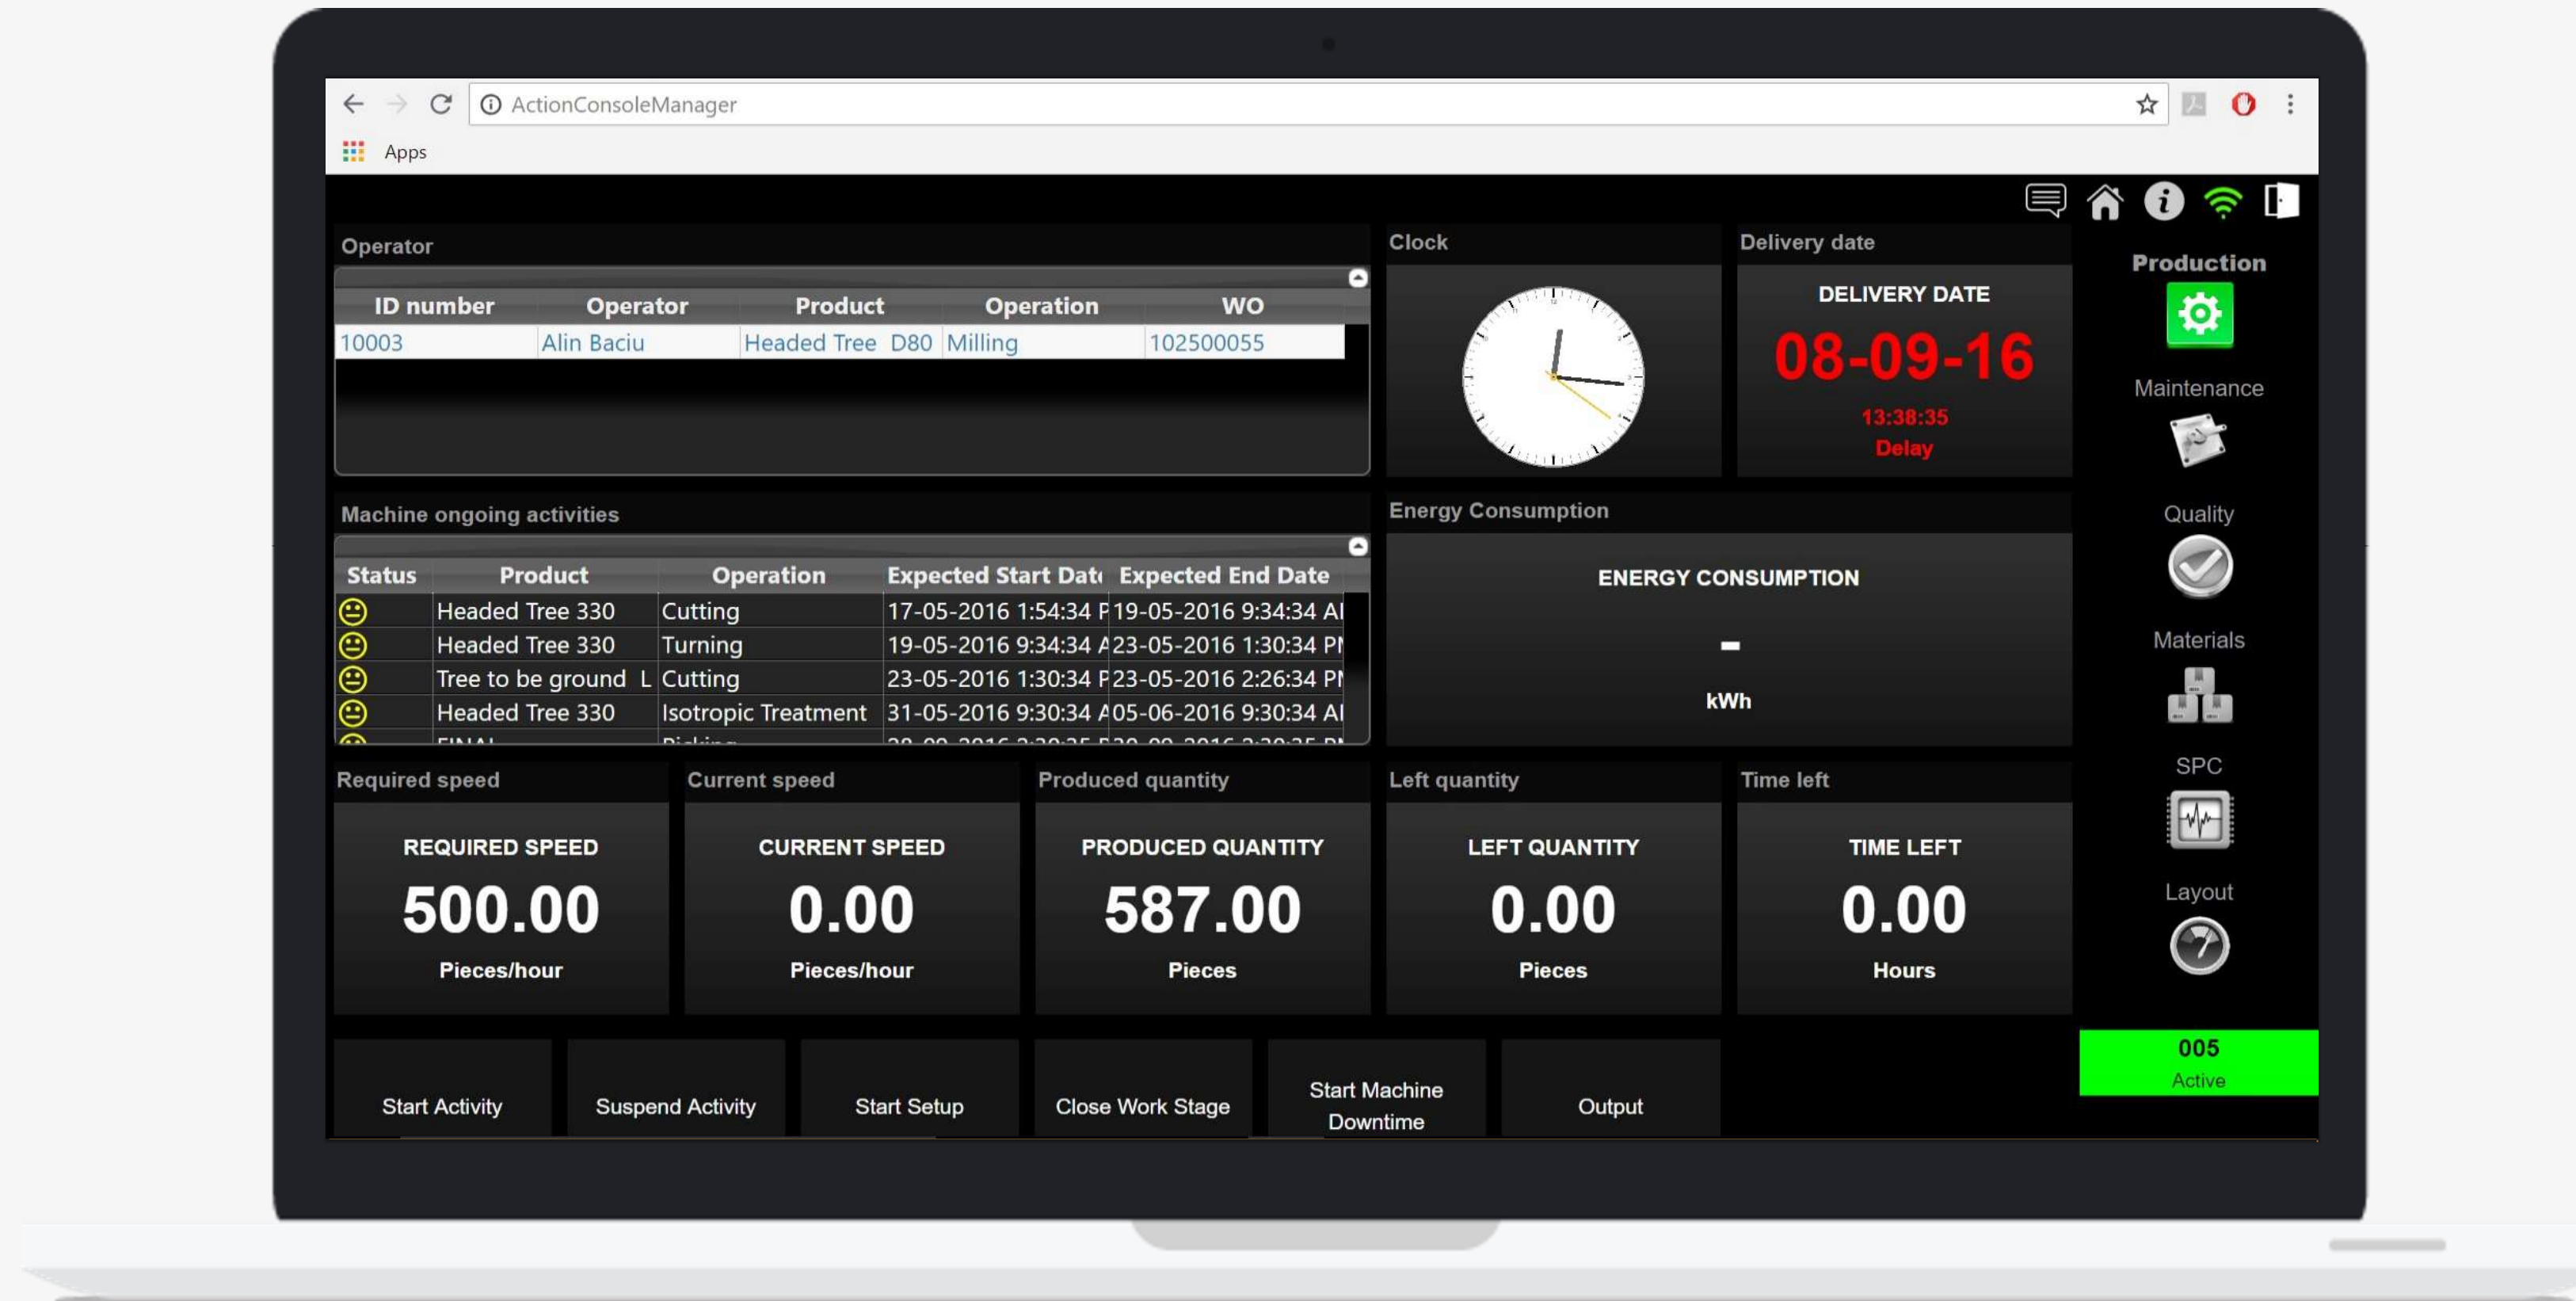 ActionConsoleManager
Apps
Operator
ID number Operator Product Operation WO
10003 Alin Baciu Headed Tree D80 Milling 102500055
Clock
Delivery date
DELIVERY DATE
08-09-16
13:38:35
Delay
Production
Maintenance
Quality
Materials
SPC
Layout
005
Active
Machine ongoing activities
Status Product Operation Expected Start Date Expected End Date
Headed Tree 330 Cutting 17-05-2016 1:54:34 P 19-05-2016 9:34:34 A
Headed Tree 330 Turning 19-05-2016 9:34:34 A 23-05-2016 1:30:34 P
Tree to be ground L Cutting 23-05-2016 1:30:34 P 23-05-2016 2:26:34 P
Headed Tree 330 Isotropic Treatment 31-05-2016 9:30:34 A 05-06-2016 9:30:34 A
Energy Consumption
ENERGY CONSUMPTION
-
kWh
Required speed
REQUIRED SPEED
500.00
Pieces/hour
Current speed
CURRENT SPEED
0.00
Pieces/hour
Produced quantity
PRODUCED QUANTITY
587.00
Pieces
Left quantity
LEFT QUANTITY
0.00
Pieces
Time left
TIME LEFT
0.00
Hours
Start Activity
Suspend Activity
Start Setup
Close Work Stage
Start Machine
Downtime
Output